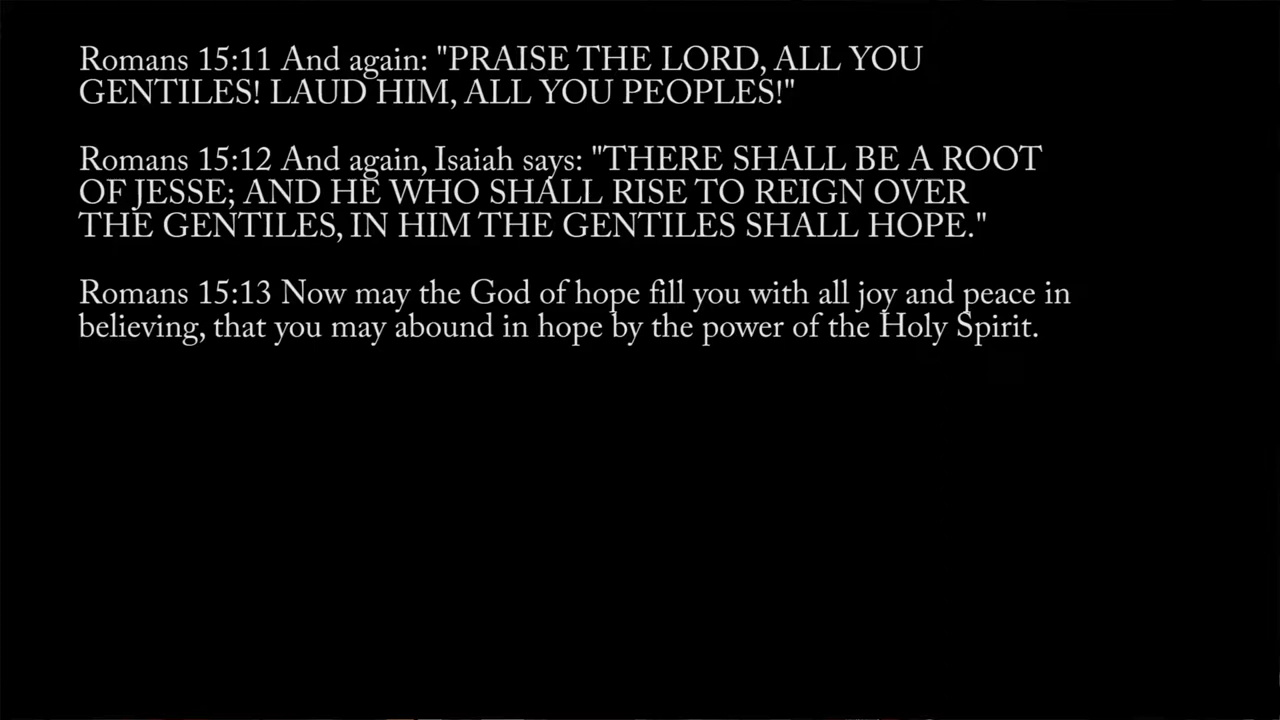 Romans 15:11 And again: "PRAISE THE LORD, ALL YOU
GENTILES! LAUD HIM, ALL YOU PEOPLES!"
Romans 15:12 And again, Isaiah says: "THERE SHALL BE A ROOT
OF JESSE; AND HE WHO SHALL RISE TO REIGN OVER
THE GENTILES, IN HIM THE GENTILES SHALL HOPE."
Romans 15:13 Now may the God of hope fill you with all joy and peace in
believing, that you may abound in hope by the power of the Holy Spirit.